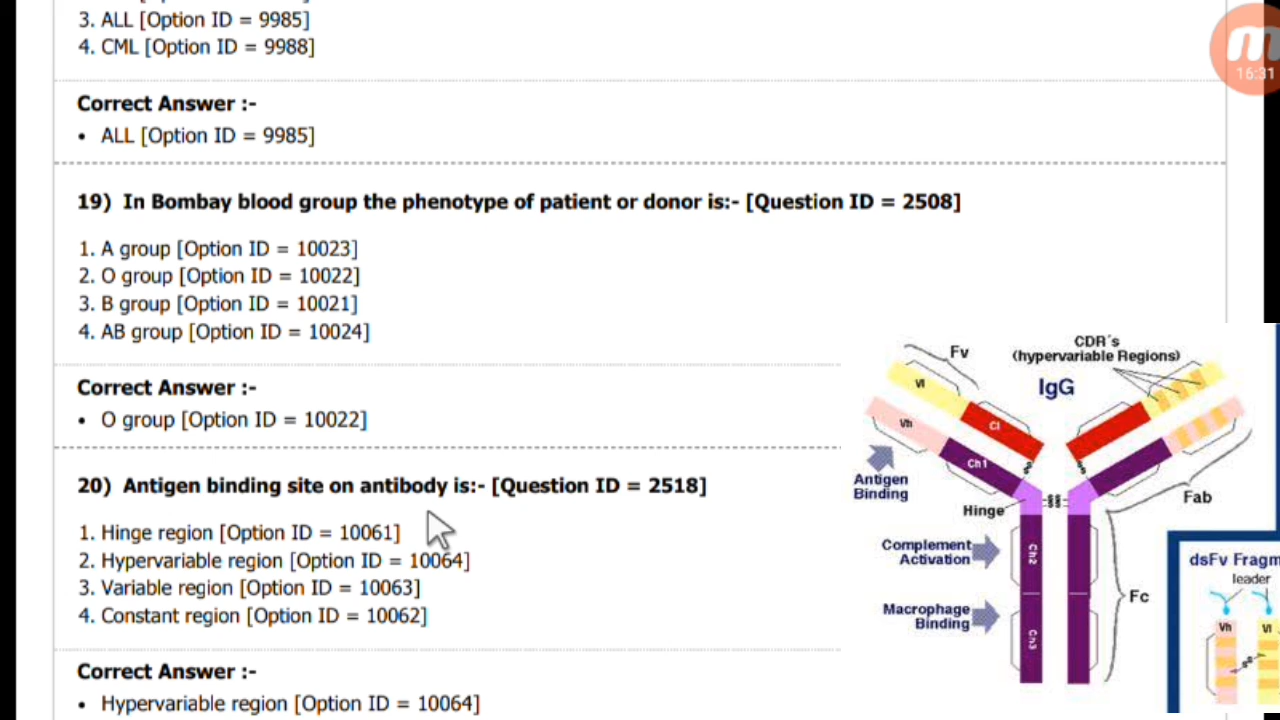 3. ALL [Option ID = 9985]
4. CML [Option ID = 9988]
16:31
Correct Answer :-
• ALL [Option ID = 9985]
19) In Bombay blood group the phenotype of patient or donor is:- [Question ID = 2508]
1. A group [Option ID = 10023]
2. O group [Option ID = 10022]
3. B group [Option ID = 10021]
4. AB group [Option ID = 10024]
Correct Answer :-
• O group [Option ID = 10022]
20) Antigen binding site on antibody is:- [Question ID = 2518]
1. Hinge region [Option ID = 10061]
2. Hypervariable region [Option ID = 10064]
3. Variable region [Option ID = 10063]
4. Constant region [Option ID = 10062]
Correct Answer :-
• Hypervariable region [Option ID = 10064]
Fv
CDR´s
(hypervariable Regions)
IgG
Vl
Cl
Vh
Ch1
Antigen
Binding
Hinge
Fab
Complement
Activation
Ch2
Fc
Macrophage
Binding
Ch3
dsFv Fragm
leader
Vh
Vl